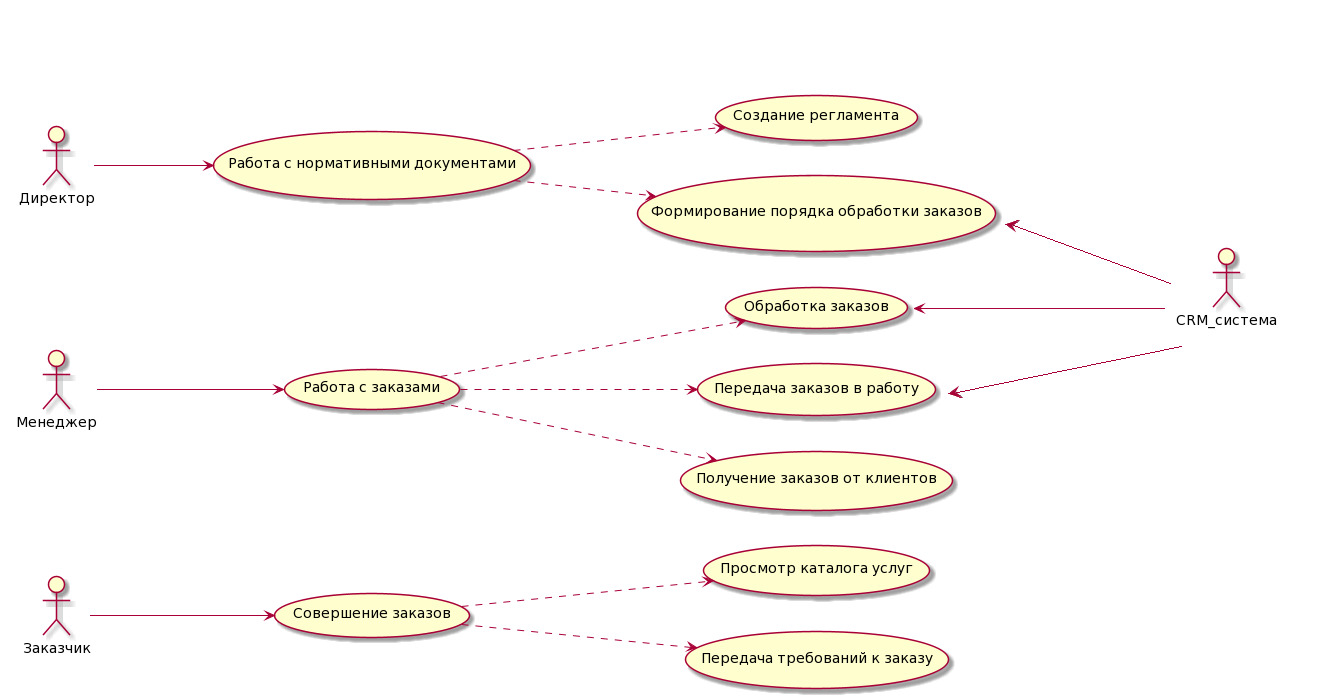 Создание регламента
Директор
Работа с нормативными документами
Формирование порядка обработки заказов
CRM_система
Обработка заказов
Менеджер
Работа с заказами
Передача заказов в работу
Получение заказов от клиентов
Просмотр каталога услуг
Заказчик
Совершение заказов
Передача требований к заказу